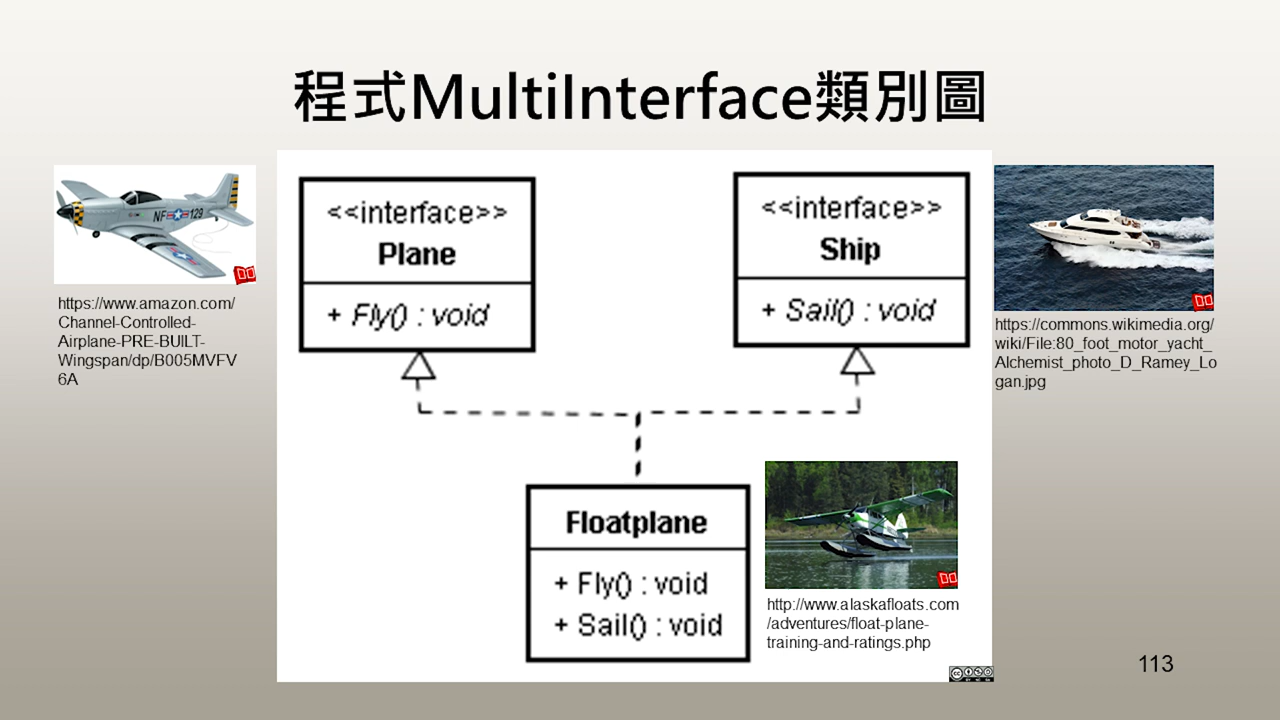 程式MultiInterface類別圖
NF
129
https://www.amazon.com/
Channel-Controlled-
Airplane-PRE-BUILT-
Wingspan/dp/B005MVFV
6A
<<interface>>
Plane
+ Fly() : void
<<interface>>
Ship
+ Sail() : void
https://commons.wikimedia.org/
wiki/File:80_foot_motor_yacht_
Alchemist_photo_D_Ramey_Lo
gan.jpg
Floatplane
+ Fly() : void
+ Sail() : void
http://www.alaskafloats.com
/adventures/float-plane-
training-and-ratings.php
113